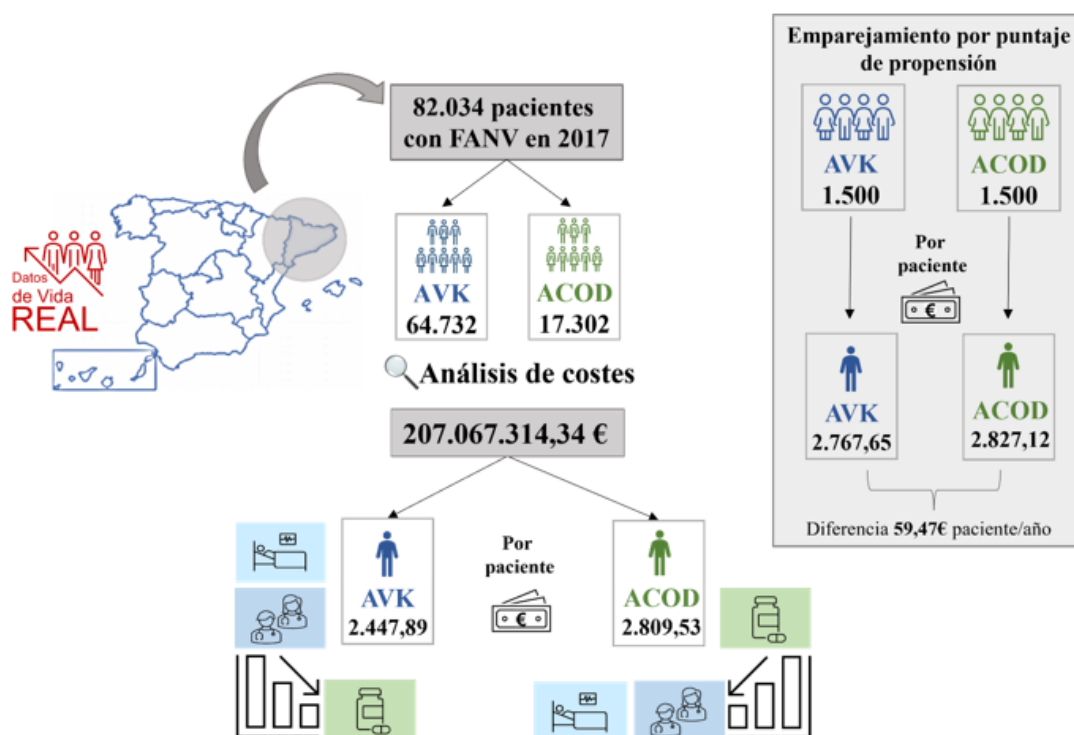 82.034 pacientes
con FANV en 2017
Datos
de Vida
REAL
AVK
64.732
ACOD
17.302
Análisis de costes
207.067.314,34 €
AVK
2.447,89
Por
paciente
€
ACOD
2.809,53
Emparejamiento por puntaje
de propensión
AVK
1.500
ACOD
1.500
Por
paciente
€
AVK
2.767,65
ACOD
2.827,12
Diferencia 59,47€ paciente/año